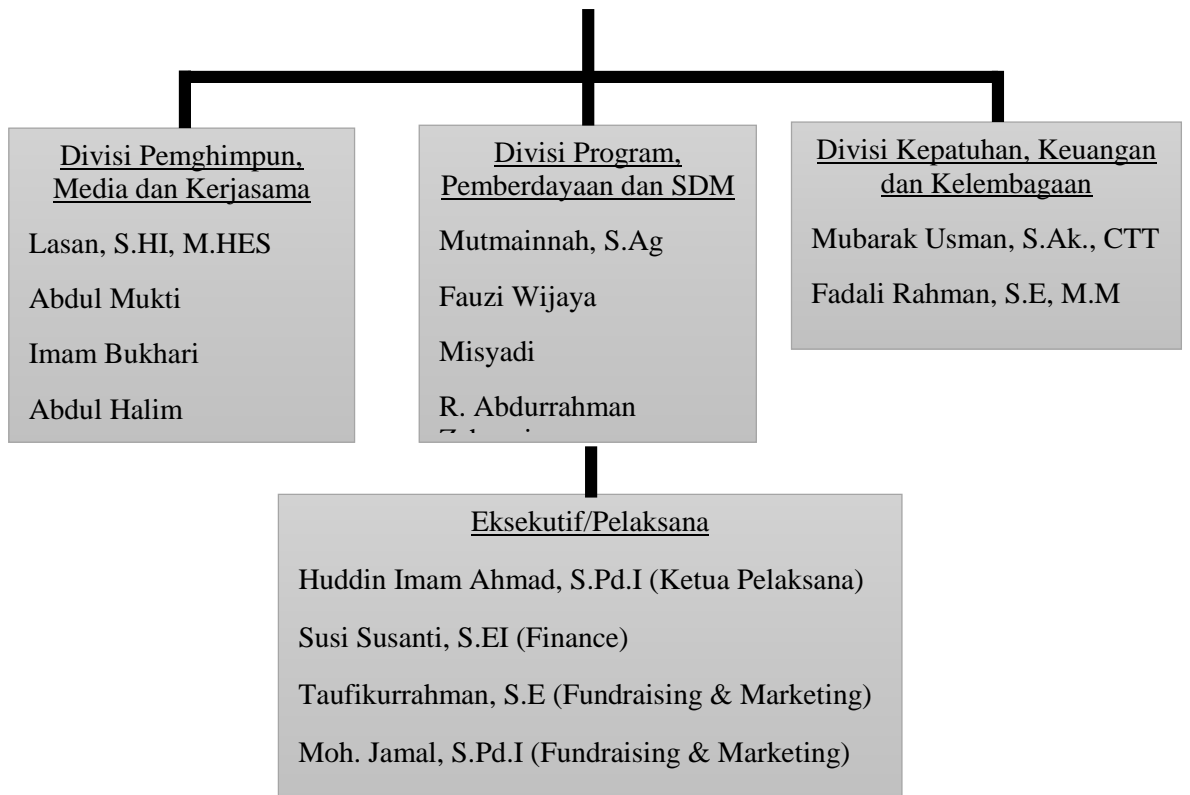 Divisi Pemghimpun,
Media dan Kerjasama
Lasan, S.HI, M.HES
Abdul Mukti
Imam Bukhari
Abdul Halim
Divisi Program,
Pemberdayaan dan SDM
Mutmainnah, S.Ag
Fauzi Wijaya
Misyadi
R. Abdurrahman
Divisi Kepatuhan, Keuangan
dan Kelembagaan
Mubarak Usman, S.Ak., CTT
Fadali Rahman, S.E, M.M
Eksekutif/Pelaksana
Huddin Imam Ahmad, S.Pd.I (Ketua Pelaksana)
Susi Susanti, S.EI (Finance)
Taufikurrahman, S.E (Fundraising & Marketing)
Moh. Jamal, S.Pd.I (Fundraising & Marketing)